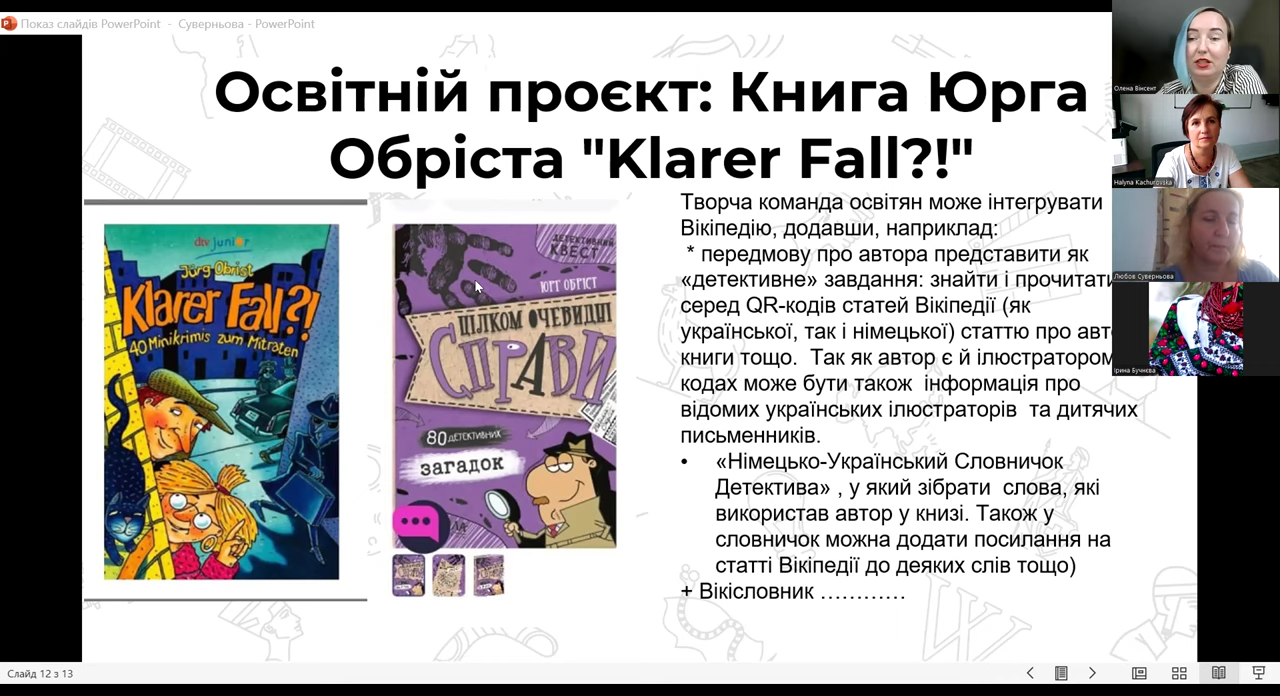 Показ слайдів PowerPoint - Суверньова - PowerPoint
Освітній проєкт: Книга Юрга
Обріста "Klarer Fall?!"
dtv junior
Jörg Obrist
Klarer Fall?!
40 Minikrimis zum Mitraten
ДЕТЕКТИВНИЙ
КВЕСТ
ЮРГ ОБРІСТ
ЦІЛКОМ ОЧЕВИДНІ
СПРАВИ
80 ДЕТЕКТИВНИХ
ЗАГАДОК
Творча команда освітян може інтегрувати
Вікіпедію, додавши, наприклад:
* передмову про автора представити як
«детективне» завдання: знайти і прочитати
серед QR-кодів статей Вікіпедії (як
української, так і німецької) статтю про авто
книги тощо. Так як автор є й ілюстратором
кодах може бути також інформація про
відомих українських ілюстраторів та дитячих
письменників.
• «Німецько-Український Словничок
Детектива» , у який зібрати слова, які
використав автор у книзі. Також у
словничок можна додати посилання на
статті Вікіпедії до деяких слів тощо)
+ Вікісловник …………
Олена Вінсент
Halyna Kachurovska
Любов Суверньова
Ірина Бучнєва
Слайд 12 з 13